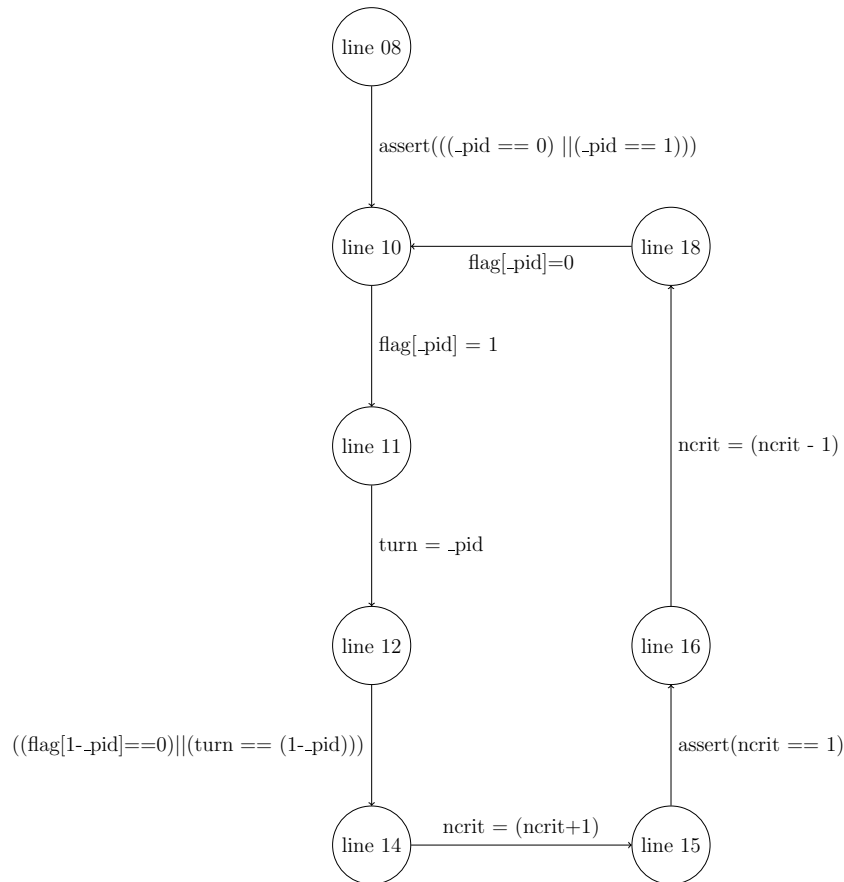 line 08
assert(((_pid == 0) ||(_pid == 1)))
line 10
line 18
flag[_pid]=0
flag[_pid] = 1
line 11
ncrit = (ncrit - 1)
turn = _pid
line 12
line 16
((flag[1-_pid]==0)||(turn == (1-_pid)))
assert(ncrit == 1)
line 14
ncrit = (ncrit+1)
line 15